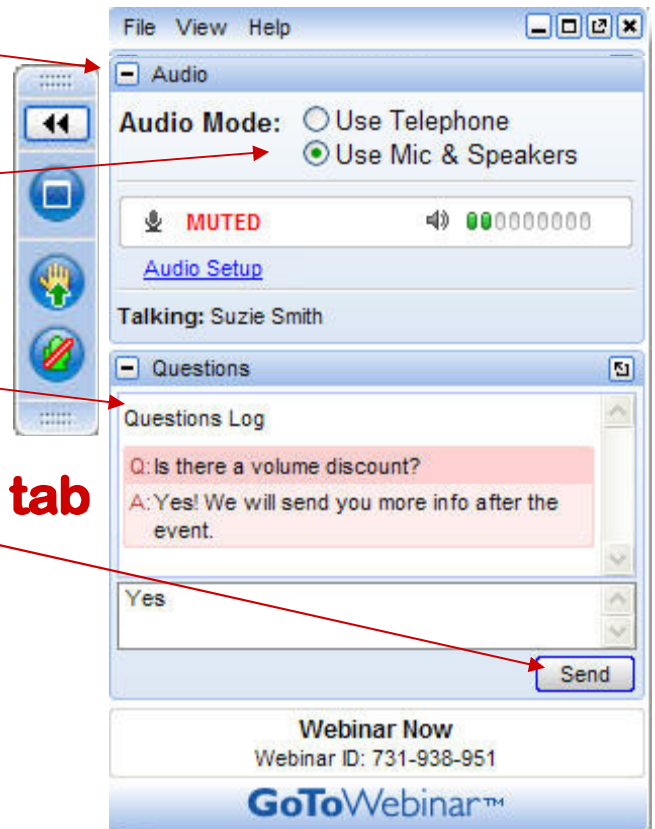 File View Help
Audio
Audio Mode: Use Telephone
Use Mic & Speakers
MUTED
Audio Setup
Talking: Suzie Smith
Questions
Questions Log
Q: Is there a volume discount?
A: Yes! We will send you more info after the
event.
tab
Yes
Send
Webinar Now
Webinar ID: 731-938-951
GoToWebinar™